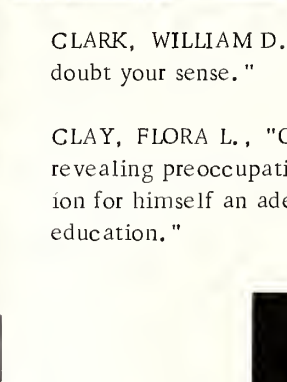 CLARK, WILLIAM D.
doubt your sense."
CLAY, FLORA L., "C
revealing preoccupati
ion for himself an ade
education."